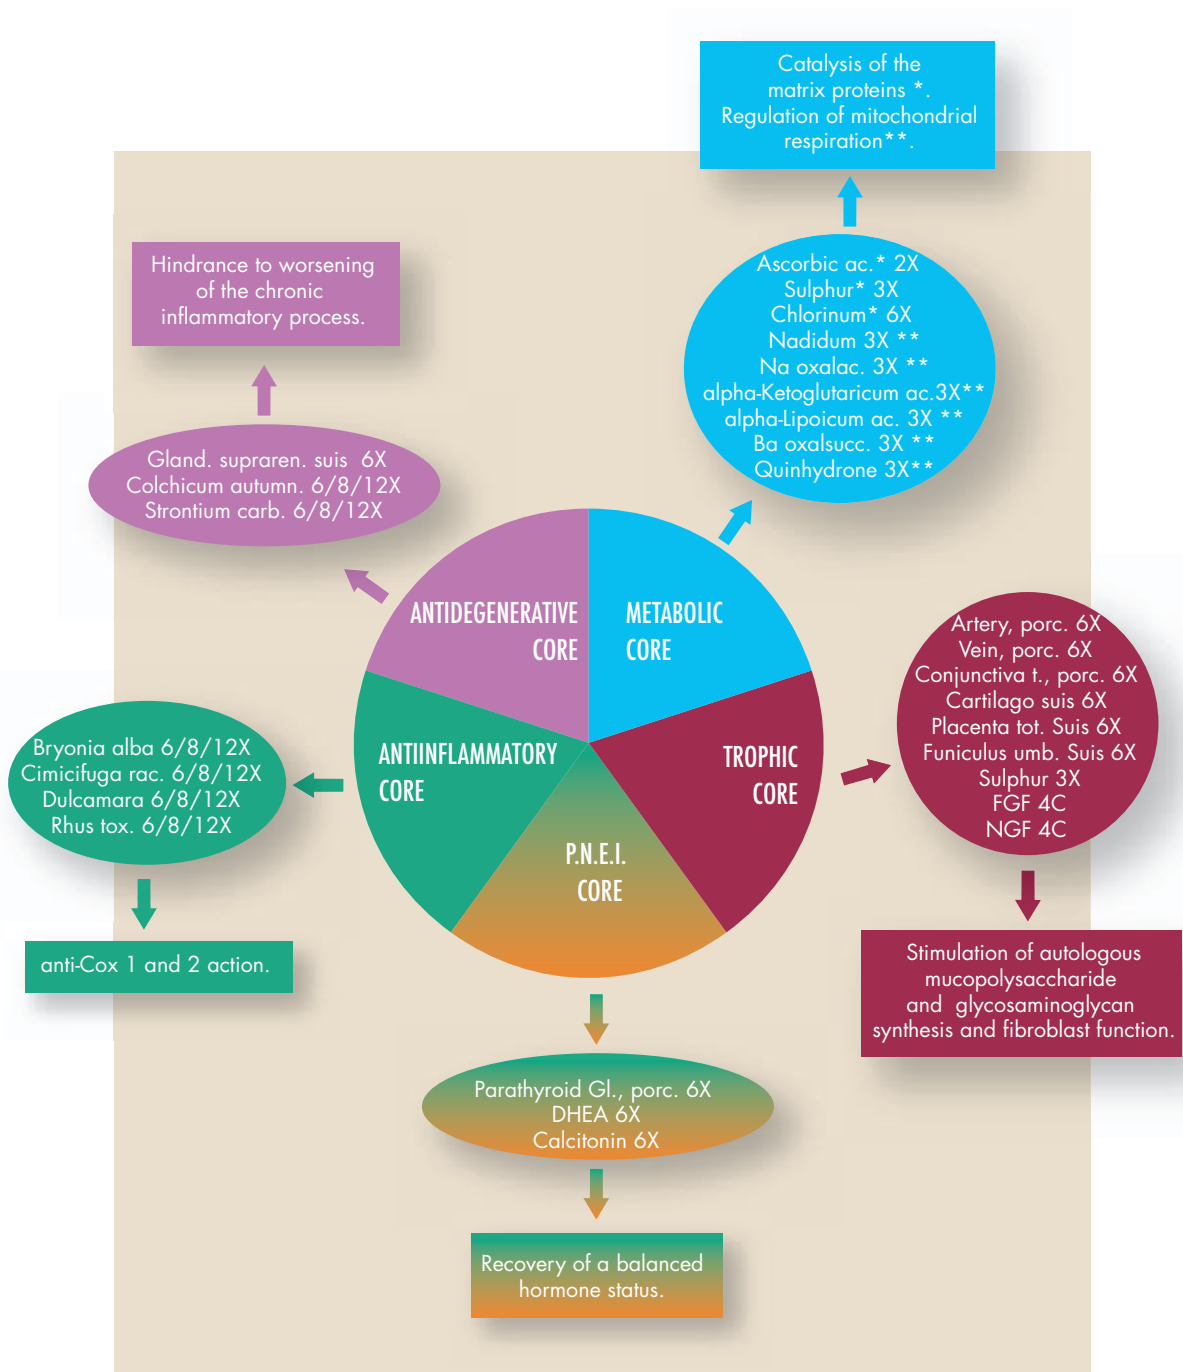 Catalysis of the
matrix proteins *.
Regulation of mitochondrial
respiration**.
Hindrance to worsening
of the chronic
inflammatory process.
Ascorbic ac.* 2X
Sulphur* 3X
Chlorinum* 6X
Nadidum 3X **
Na oxalac. 3X **
alpha-Ketoglutaricum ac.3X**
alpha-Lipoicum ac. 3X **
Ba oxalsucc. 3X **
Quinhydrone 3X**
Gland. supraren. suis 6X
Colchicum autumn. 6/8/12X
Strontium carb. 6/8/12X
ANTIDEGENERATIVE
CORE
METABOLIC
CORE
Artery, porc. 6X
Vein, porc. 6X
Conjunctiva t., porc. 6X
Cartilago suis 6X
Placenta tot. Suis 6X
Funiculus umb. Suis 6X
Sulphur 3X
FGF 4C
NGF 4C
Bryonia alba 6/8/12X
Cimicifuga rac. 6/8/12X
Dulcamara 6/8/12X
Rhus tox. 6/8/12X
ANTIINFLAMMATORY
CORE
TROPHIC
CORE
P.N.E.I.
CORE
anti-Cox 1 and 2 action.
Stimulation of autologous
mucopolysaccharide
and glycosaminoglycan
synthesis and fibroblast function.
Parathyroid Gl., porc. 6X
DHEA 6X
Calcitonin 6X
Recovery of a balanced
hormone status.